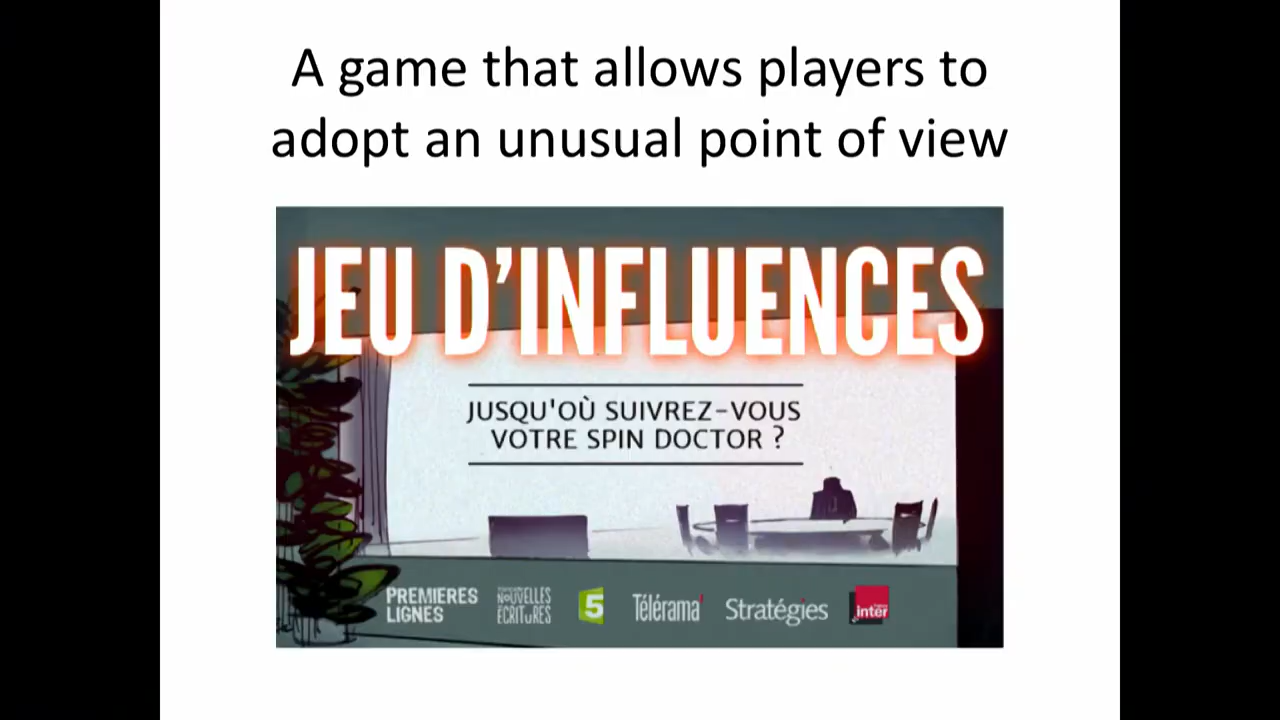 A game that allows players to
adopt an unusual point of view
JEU D'INFLUENCES
JUSQU'OÙ SUIVREZ-VOUS
VOTRE SPIN DOCTOR ?
PREMIERES
LIGNES
NOUVELLES
ÉCRITURES
5
Télérama'
Stratégies
inter